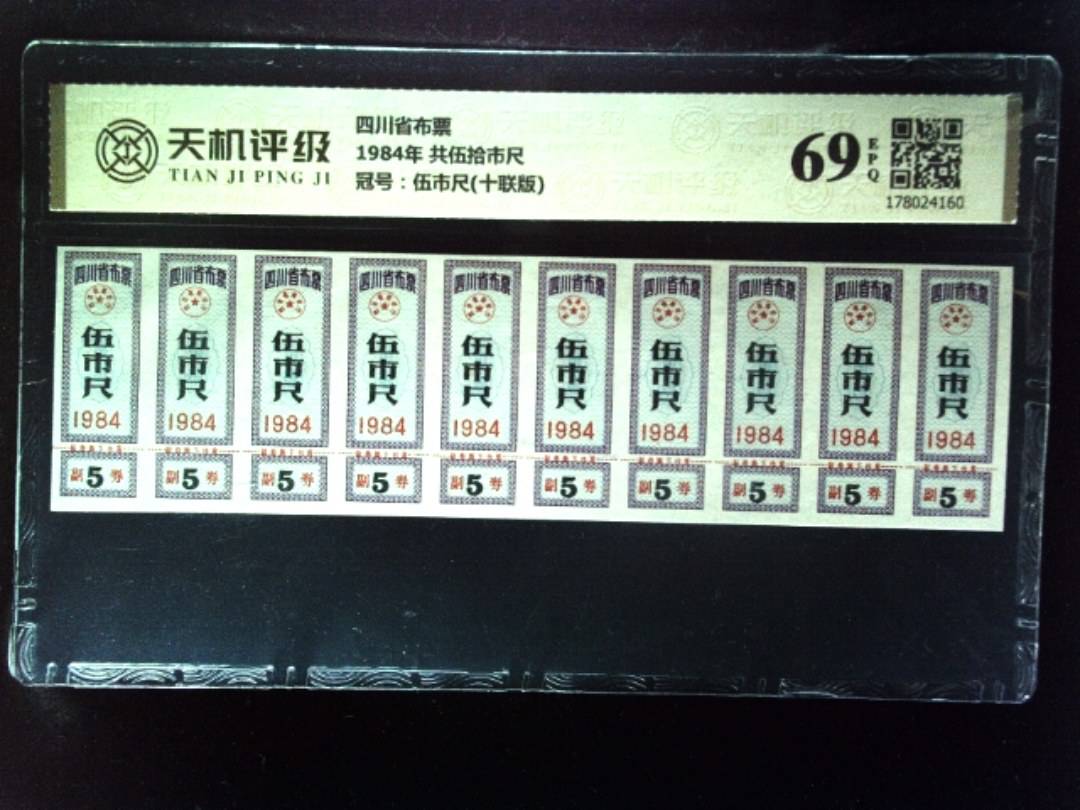 天机评级
TIAN JI PING JI
四川省布票
1984年 共伍拾市尺
冠号：伍市尺(十联版)
69
EPQ
178024160
四川省布票 四川省布票 四川省布票 四川省布票 四川省布票 四川省布票 四川省布票 四川省布票 四川省布票 四川省布票
伍市尺 伍市尺 伍市尺 伍市尺 伍市尺 伍市尺 伍市尺 伍市尺 伍市尺 伍市尺
1984 1984 1984 1984 1984 1984 1984 1984 1984 1984
副5券 副5券 副5券 副5券 副5券 副5券 副5券 副5券 副5券 副5券